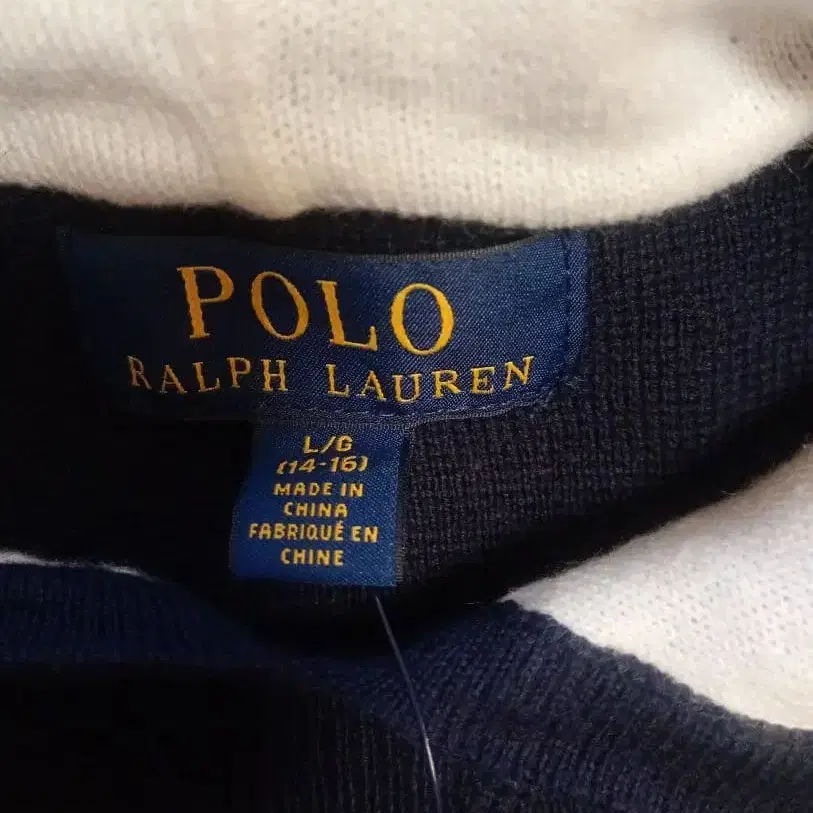 POLO
RALPH LAUREN
L/G
(14-16)
MADE IN
CHINA
FABRIQUÉ EN
CHINE